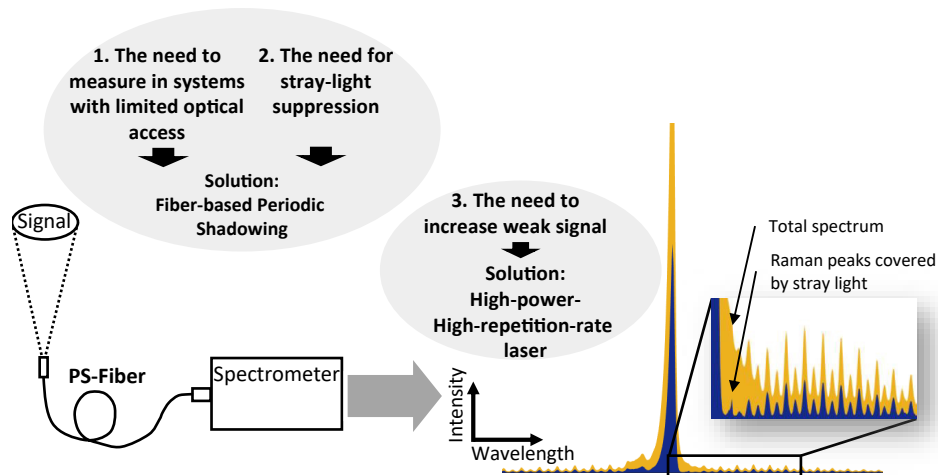 1. The need to
measure in systems
with limited optical
access
2. The need for
stray-light
suppression
Solution:
Fiber-based Periodic
Shadowing
Signal
3. The need to
increase weak signal
Solution:
High-power-
High-repetition-rate
laser
Total spectrum
Raman peaks covered
by stray light
PS-Fiber
Spectrometer
Intensity
Wavelength